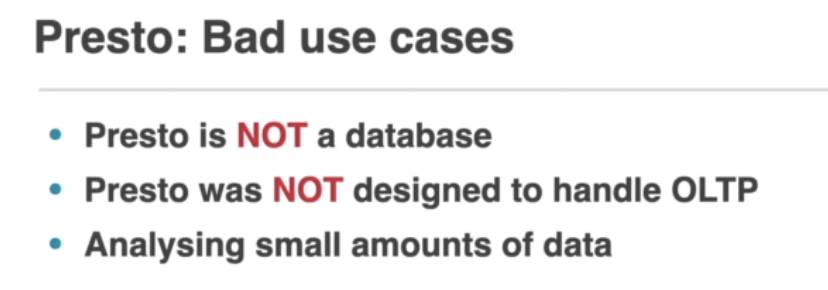 Presto: Bad use cases
• Presto is NOT a database
• Presto was NOT designed to handle OLTP
• Analysing small amounts of data